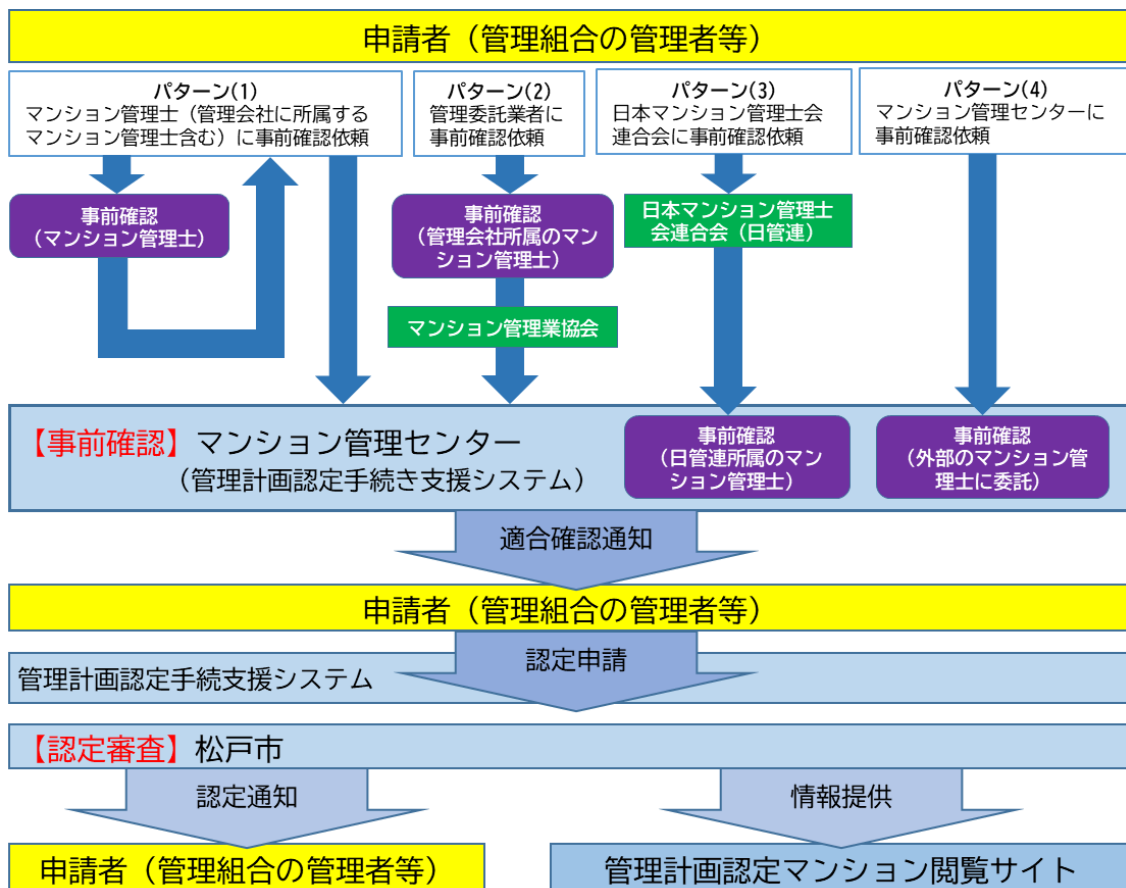 申請者（管理組合の管理者等）
パターン(1)
マンション管理士（管理会社に所属する
マンション管理士含む）に事前確認依頼
パターン(2)
管理委託業者に
事前確認依頼
パターン(3)
日本マンション管理士会
連合会に事前確認依頼
パターン(4)
マンション管理センターに
事前確認依頼
事前確認
（マンション管理士）
事前確認
（管理会社所属のマン
ション管理士）
日本マンション管理士
会連合会（日管連）
マンション管理業協会
【事前確認】マンション管理センター
（管理計画認定手続き支援システム）
事前確認
（日管連所属のマン
ション管理士）
事前確認
（外部のマンション管
理士に委託）
適合確認通知
申請者（管理組合の管理者等）
認定申請
管理計画認定手続支援システム
【認定審査】松戸市
認定通知
情報提供
申請者（管理組合の管理者等）
管理計画認定マンション閲覧サイト